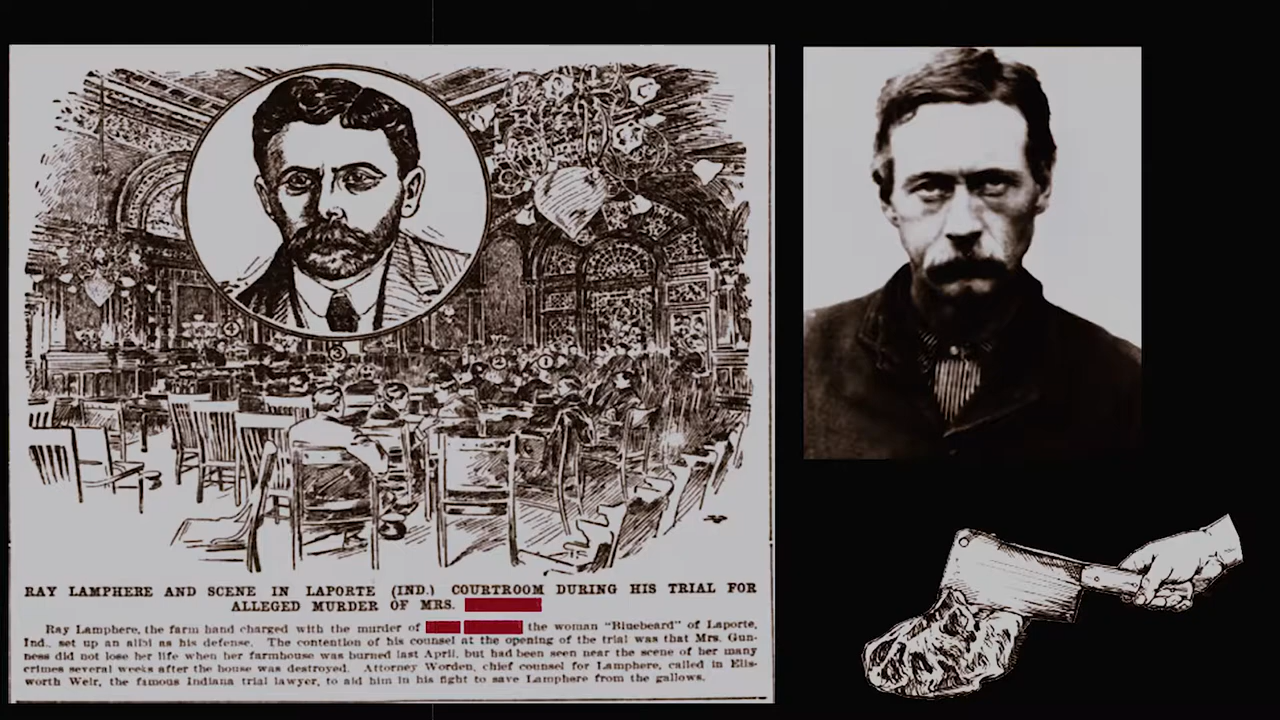 RAY LAMPHERE AND SCENE IN LAPORTE (IND.) COURTROOM DURING HIS TRIAL FOR
ALLEGED MURDER OF MRS.
Ray Lamphere, the farm hand charged with the murder of the woman "Bluebeard" of Laporte,
Ind., set up an alibi as his defense. The contention of his counsel at the opening of the trial was that Mrs. Gun-
ness did not lose her life when her farmhouse was burned last April, but had been seen near the scene of her many
crimes several weeks after the house was destroyed. Attorney Worden, chief counsel for Lamphere, called in Ells-
worth Weir, the famous Indiana trial lawyer, to aid him in his fight to save Lamphere from the gallows.
4
3
2
1